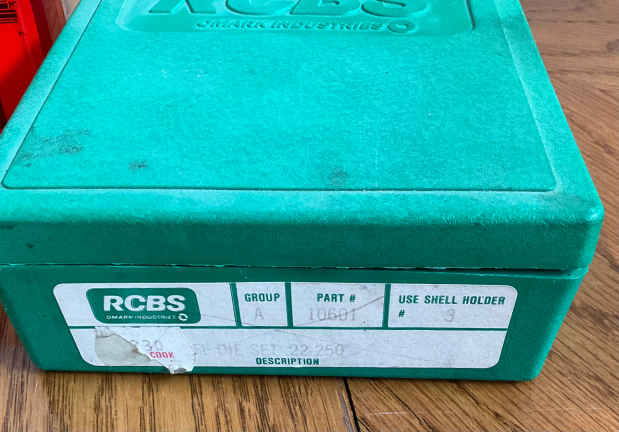 RCBS
OMARK INDUSTRIES
RCBS
OMARK INDUSTRIES
GROUP
A
PART #
10601
USE SHELL HOLDER
# 3
COOK
DIE SET 22-250
DESCRIPTION